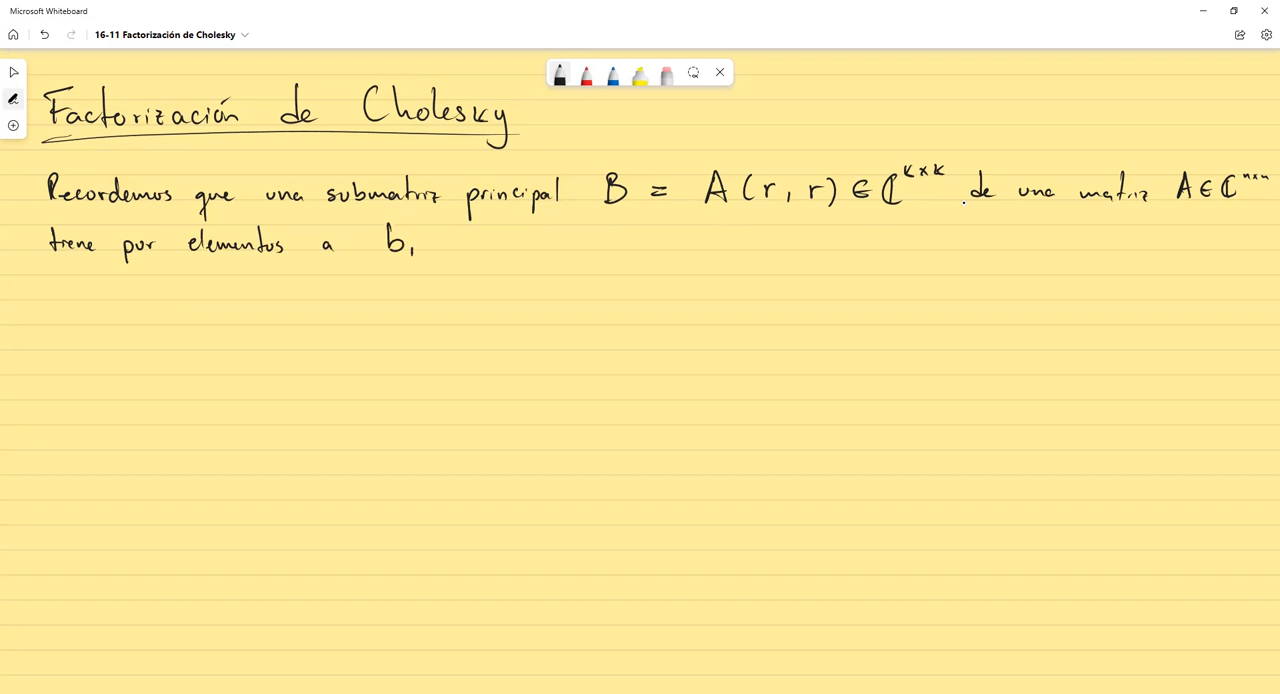 Microsoft Whiteboard
16-11 Factorización de Cholesky
Factorización de Cholesky
Recordemos que una submatriz principal B = A(r, r) ∈ ℂ^{k×k} de una matriz A ∈ ℂ^{n×n}
tiene por elementos a b,